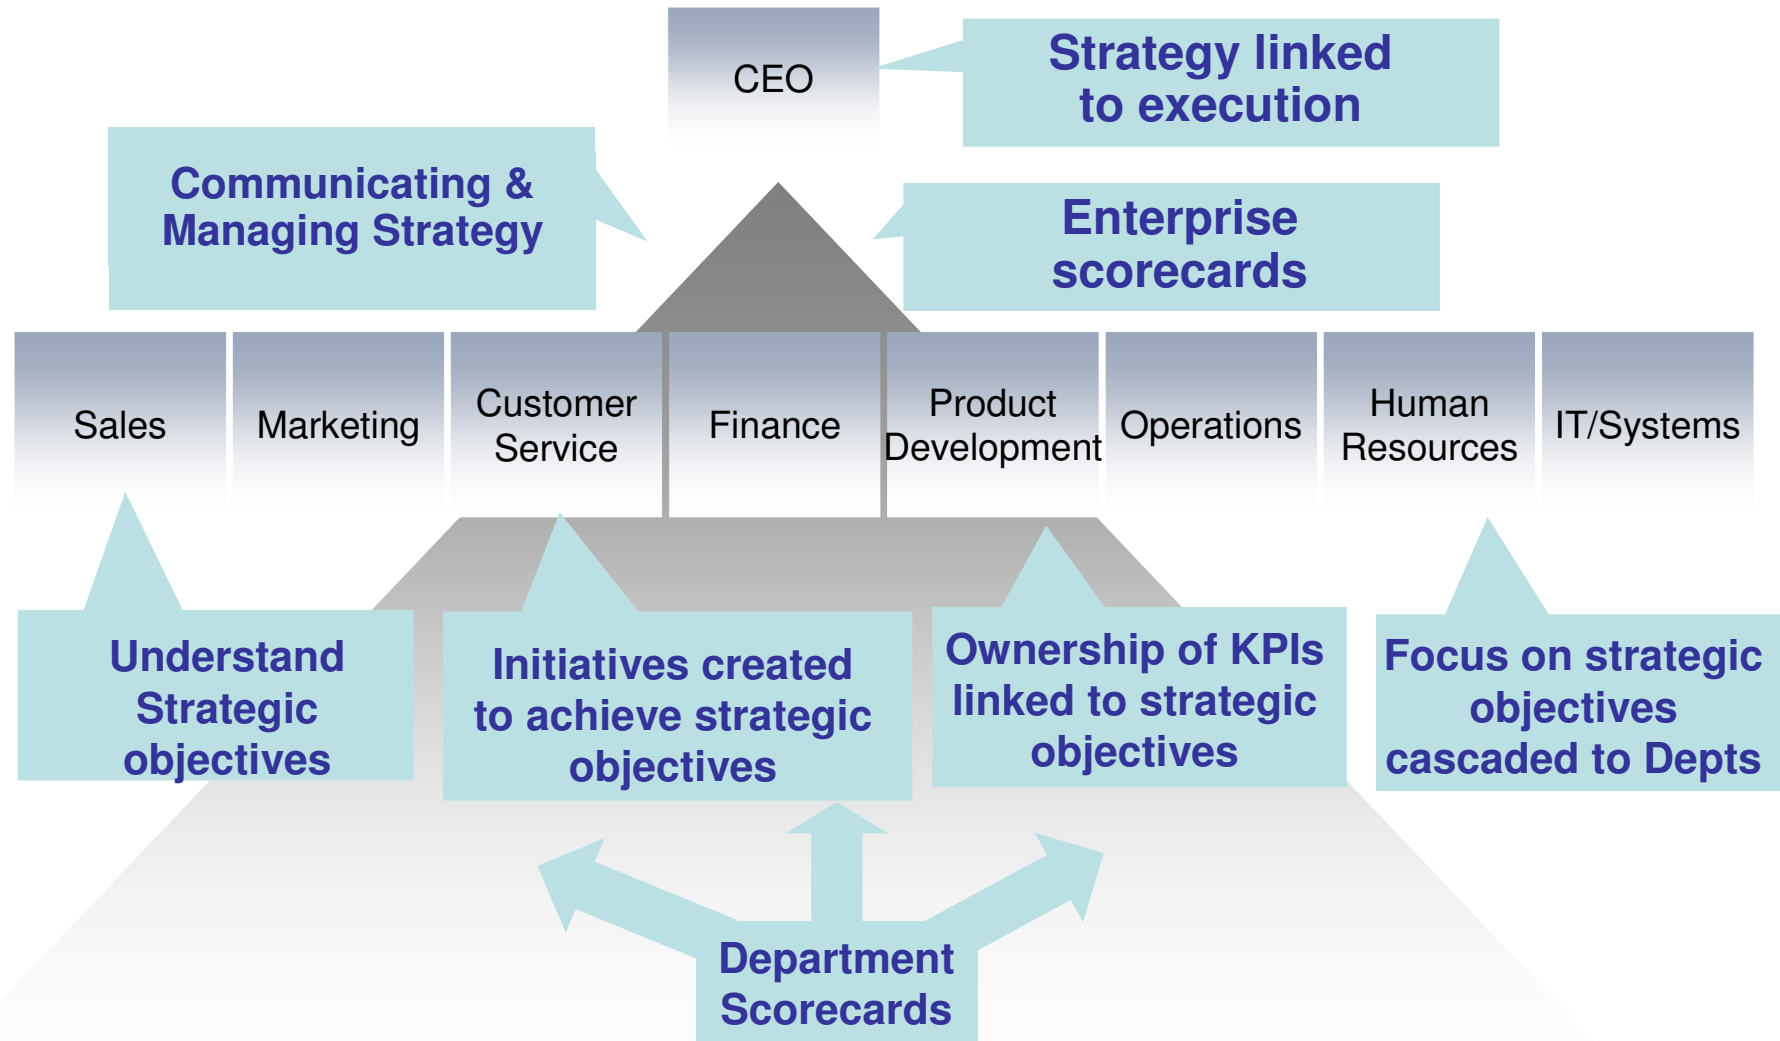 CEO
Strategy linked
to execution
Communicating &
Managing Strategy
Enterprise
scorecards
Sales
Marketing
Customer
Service
Finance
Product
Development
Operations
Human
Resources
IT/Systems
Understand
Strategic
objectives
Initiatives created
to achieve strategic
objectives
Ownership of KPIs
linked to strategic
objectives
Focus on strategic
objectives
cascaded to Depts
Department
Scorecards